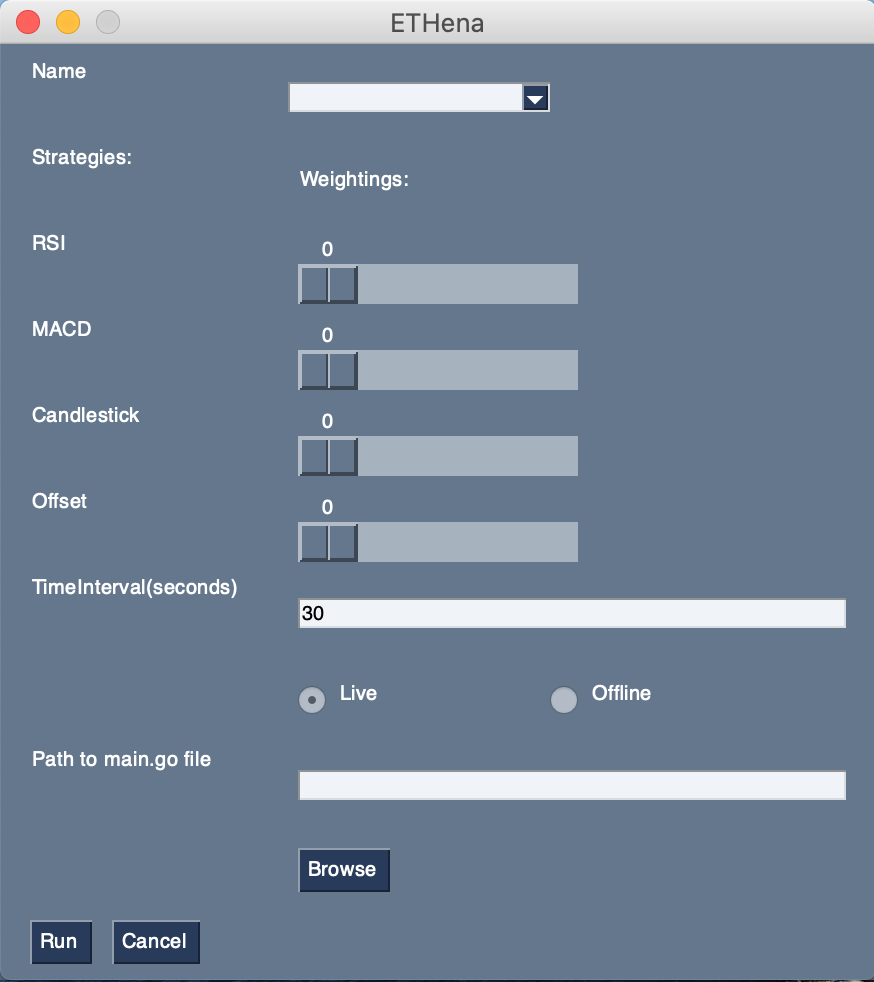 ETHena
Name
Strategies:
Weightings:
RSI
0
MACD
0
Candlestick
0
Offset
0
TimeInterval(seconds)
30
Live
Offline
Path to main.go file
Browse
Run
Cancel